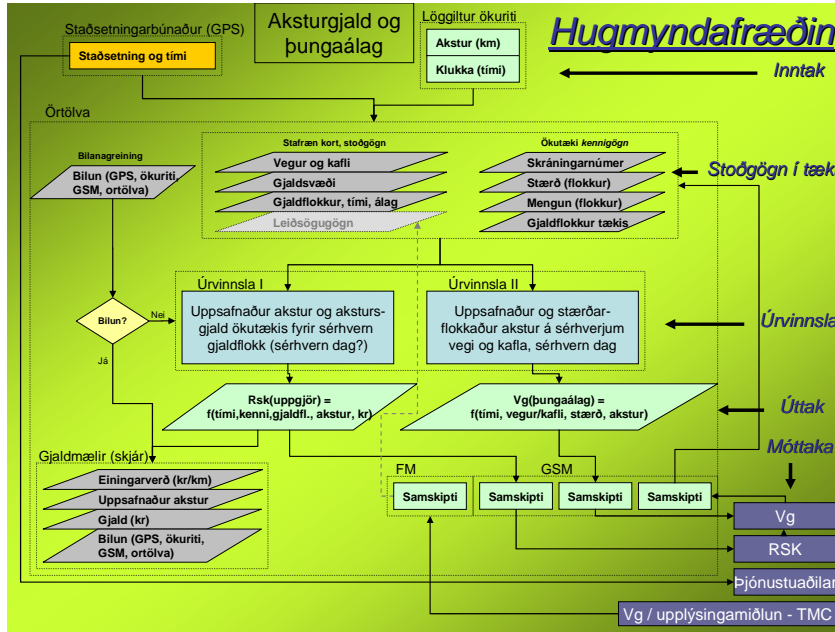 Staðsetningarbúnaður (GPS)
Staðsetning og tími
Aksturgjald og
þungaálag
Löggiltur ökuriti
Akstur (km)
Klukka (tími)
Hugmyndafræðin
Inntak
Örtölva
Bilanagreining
Bilun (GPS, ökuriti,
GSM, ortölva)
Stafræn kort, stoðgögn
Vegur og kafli
Gjaldsvæði
Gjaldflokkur, tími, álag
Leiðsögugögn
Ökutæki kennigögn
Skráningarnúmer
Stærð (flokkur)
Mengun (flokkur)
Gjaldflokkur tækis
Stoðgögn í tæki
Bilun?
Nei
Já
Úrvinnsla I
Uppsafnaður akstur og aksturs-
gjald ökutækis fyrir sérhvern
gjaldflokk (sérhvern dag?)
Úrvinnsla II
Uppsafnaður og stærðar-
flokkaður akstur á sérhverjum
vegi og kafla, sérhvern dag
Úrvinnsla
Rsk(uppgjör) =
f(tími,kenni,gjaldfl., akstur, kr)
Vg(þungaálag) =
f(tími, vegur/kafli, stærð, akstur)
Úttak
Gjaldmælir (skjár)
Einingarverð (kr/km)
Uppsafnaður akstur
Gjald (kr)
Bilun (GPS, ökuriti,
GSM, ortölva)
FM
Samskipti
GSM
Samskipti
Samskipti
Samskipti
Móttaka
Vg
RSK
Þjónustuaðilar
Vg / upplýsingamiðlun - TMC